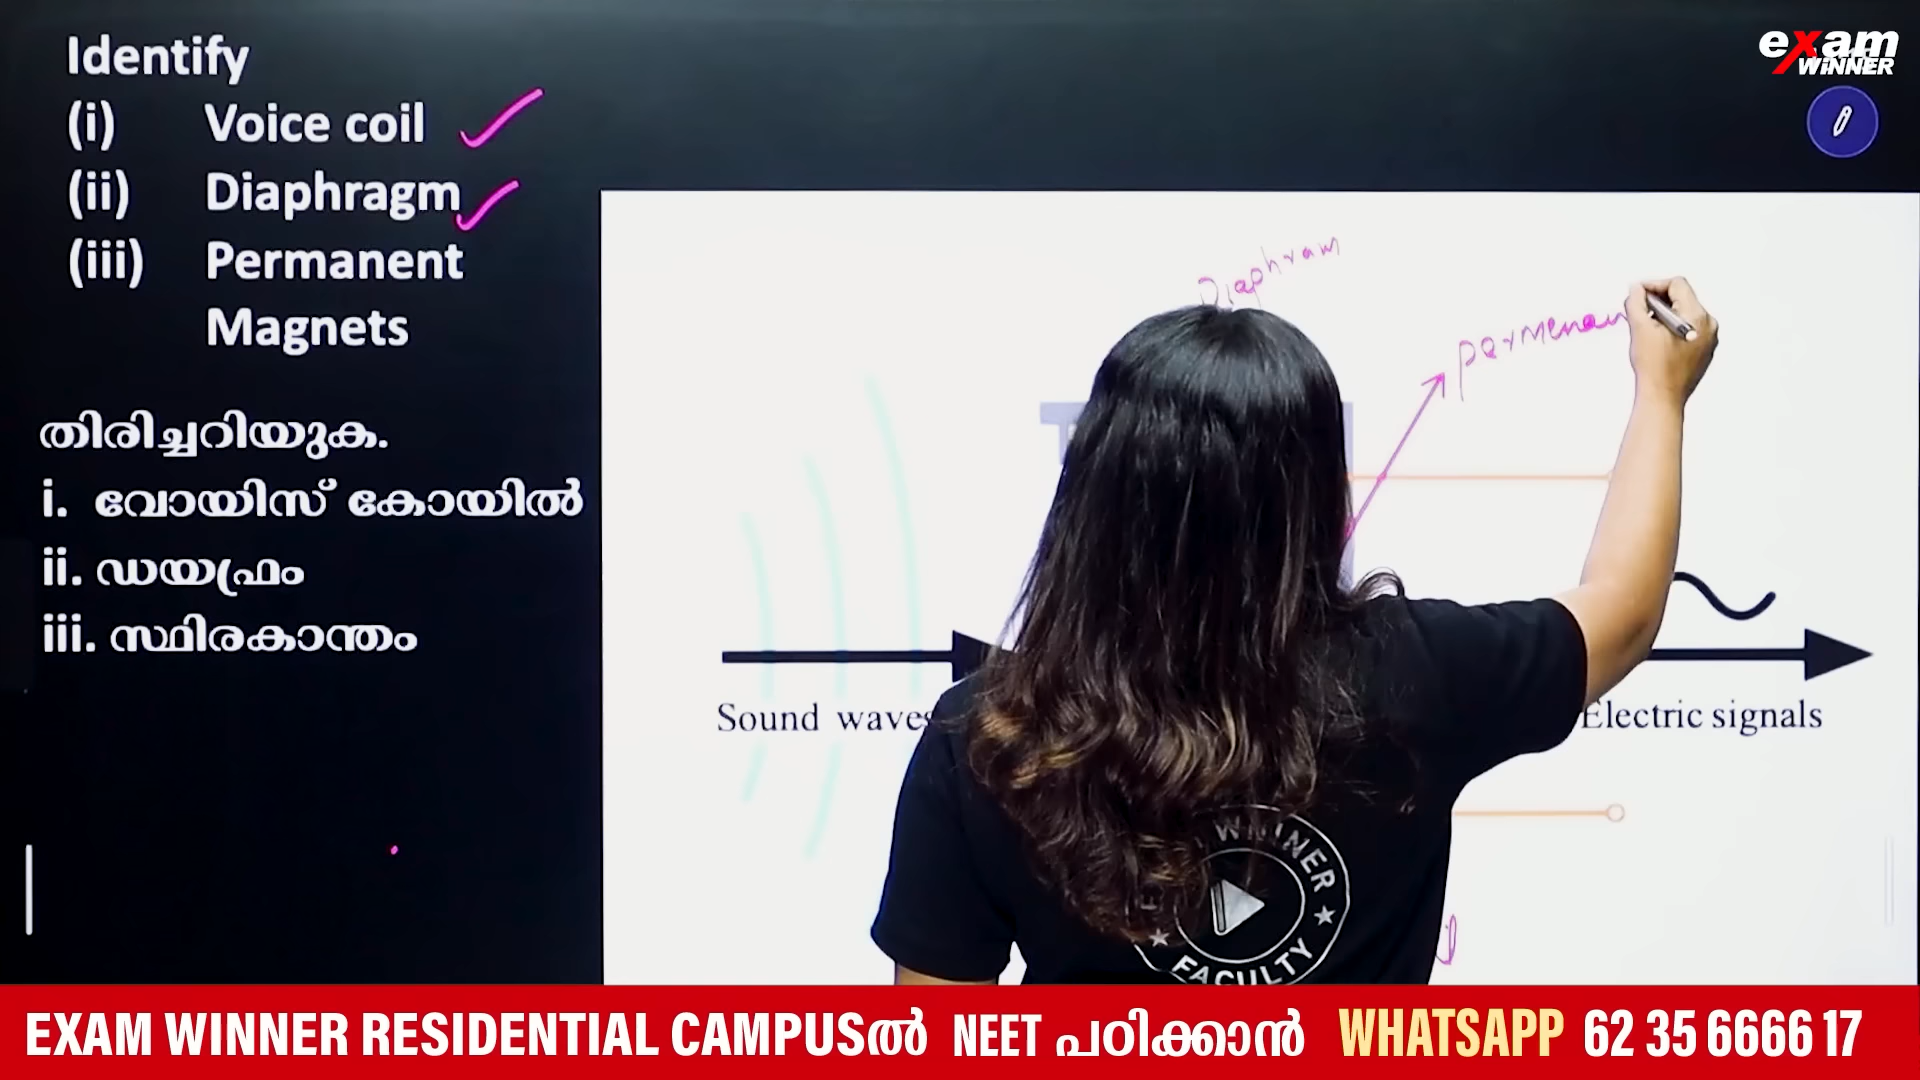 Identify
(i) Voice coil
(ii) Diaphragm
(iii) Permanent
Magnets
തിരിച്ചറിയുക.
i. വോയിസ് കോയിൽ
ii. ഡയഫ്രം
iii. സ്ഥിരകാന്തം
exam
WiNNER
Diaphram
permenan
Sound waves
Electric signals
WINNER
FACULTY
EXAM WINNER RESIDENTIAL CAMPUSൽ NEET പഠിക്കാൻ WHATSAPP 62 35 6666 17